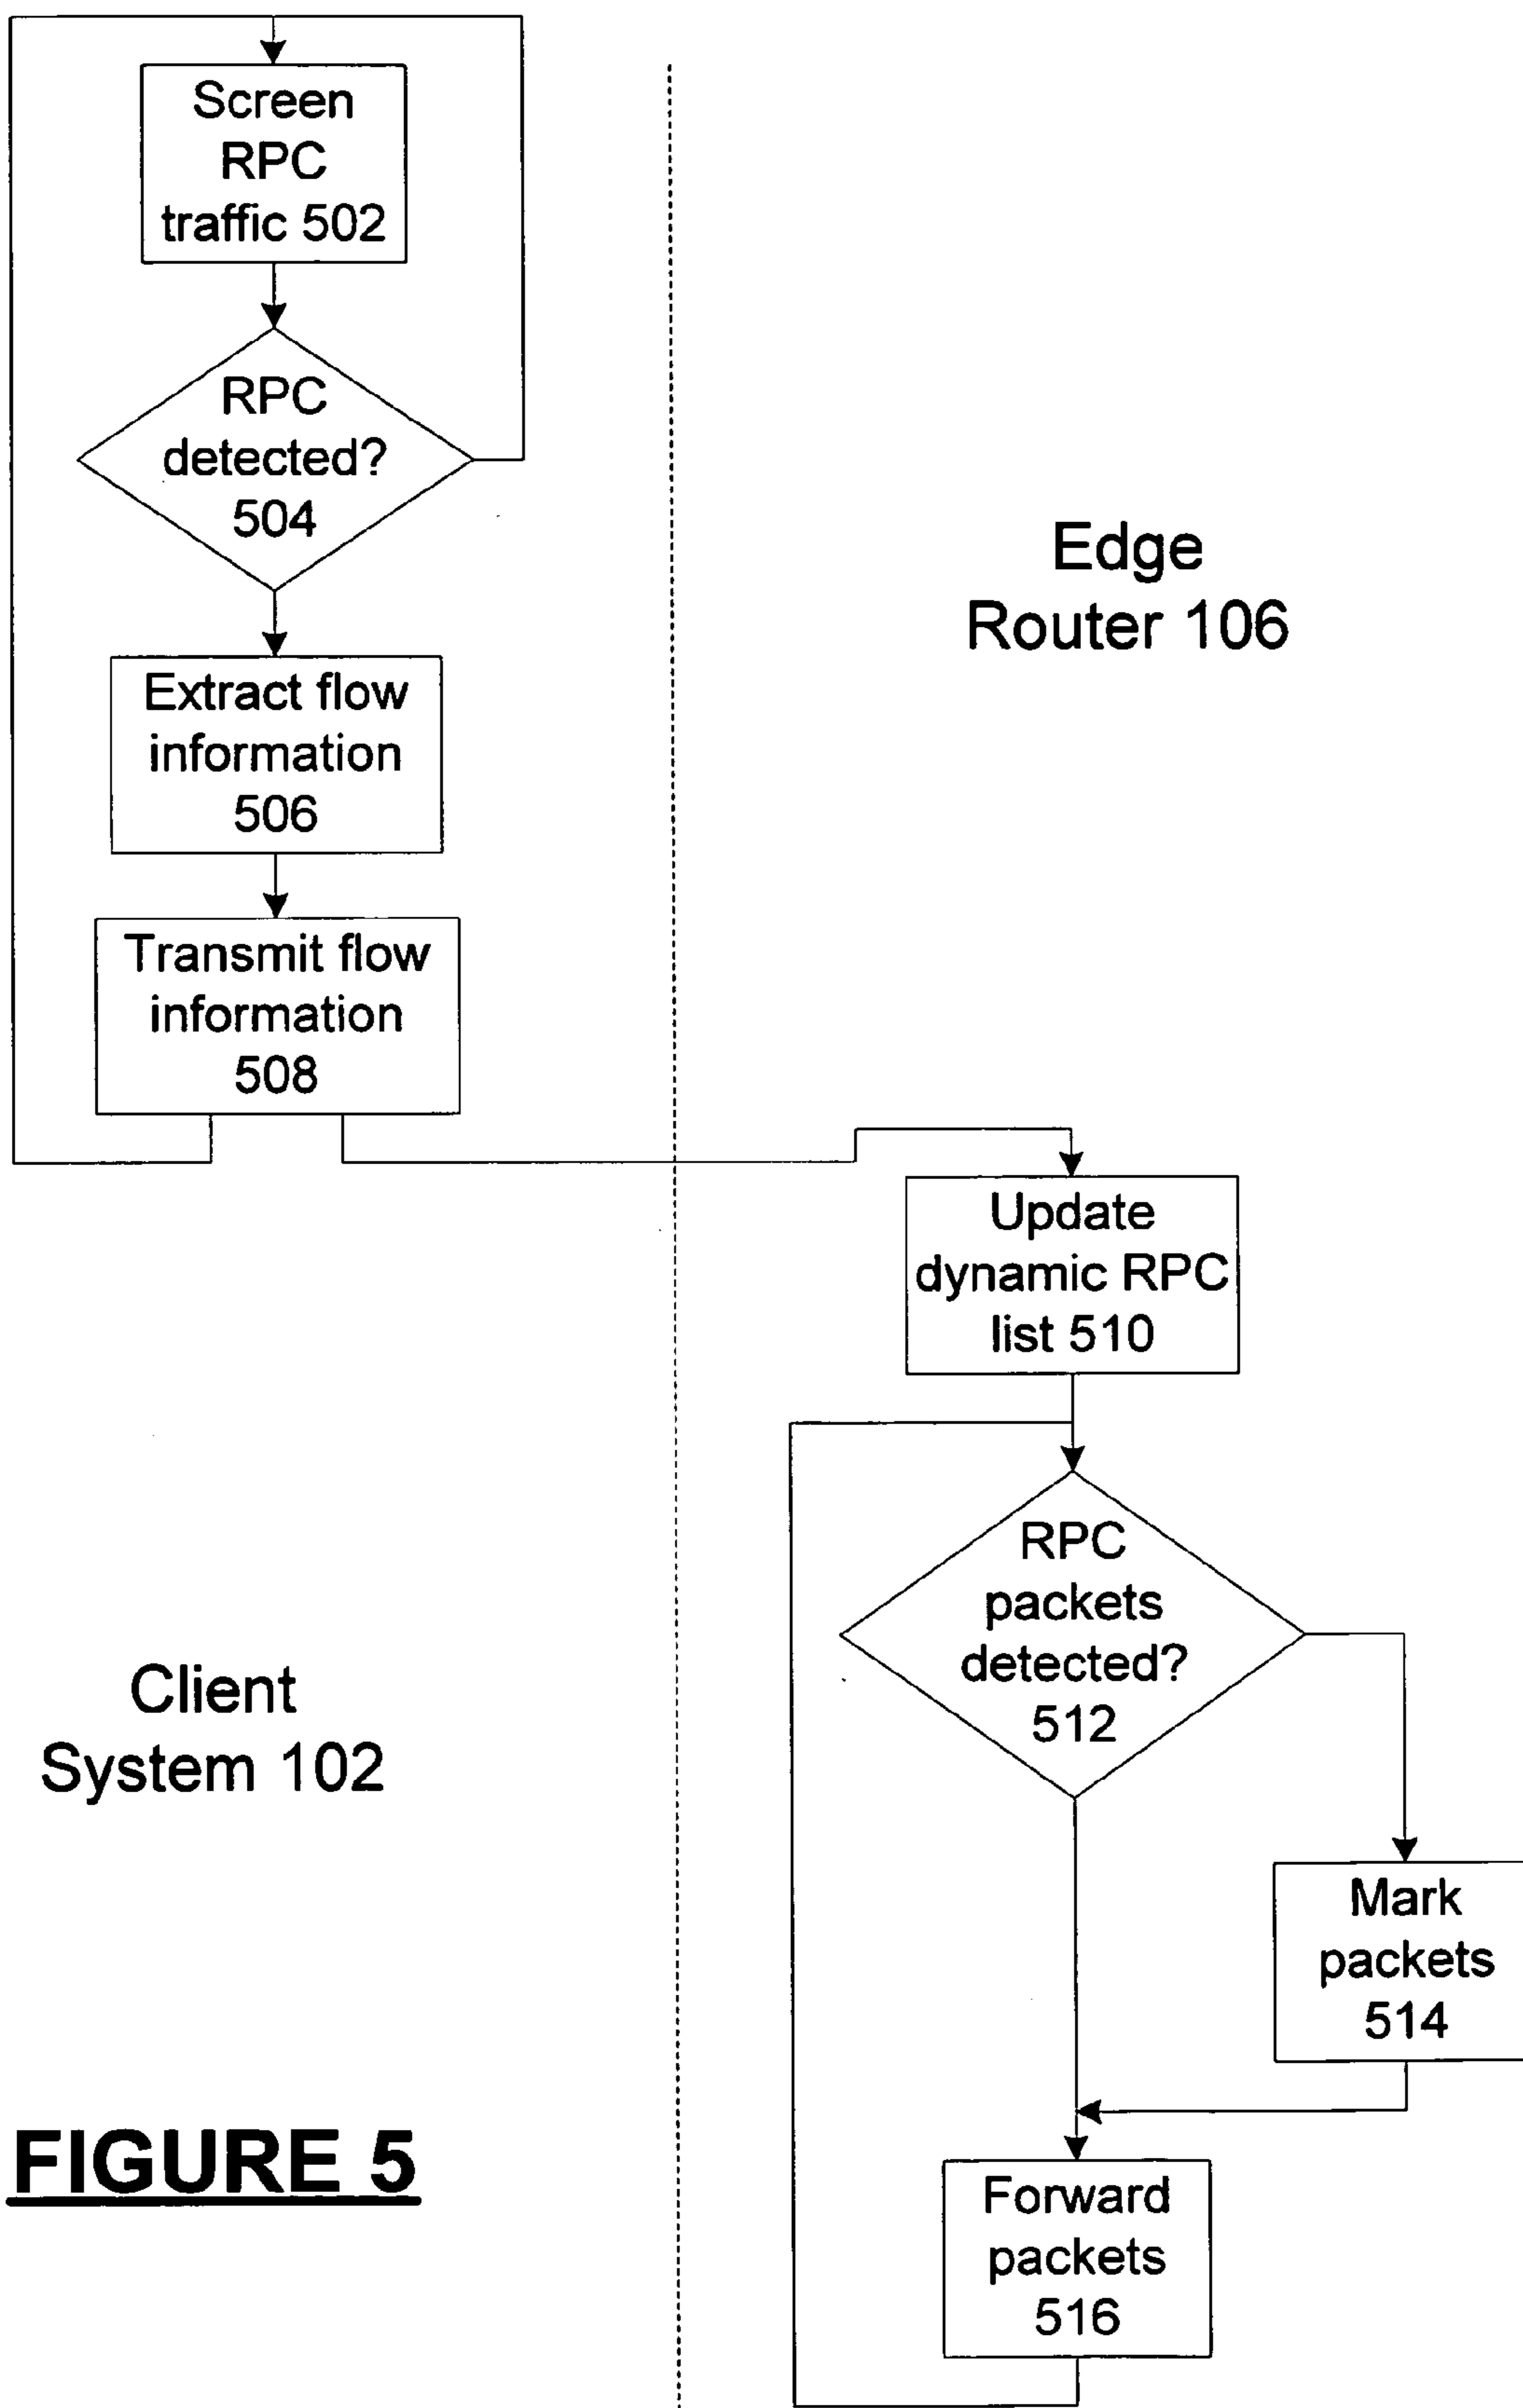 Screen
RPC
traffic 502
RPC
detected?
504
Extract flow
information
506
Transmit flow
information
508
Edge
Router 106
Update
dynamic RPC
list 510
RPC
packets
detected?
512
Mark
packets
514
Forward
packets
516
Client
System 102
FIGURE 5